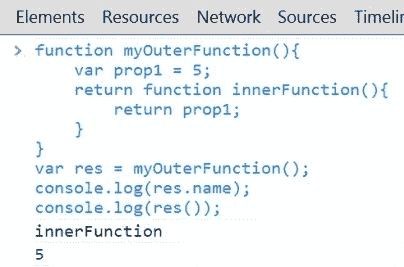 Elements Resources Network Sources Timelin
> function myOuterFunction(){
var prop1 = 5;
return function innerFunction(){
return prop1;
}
}
var res = myOuterFunction();
console.log(res.name);
console.log(res());
innerFunction
5